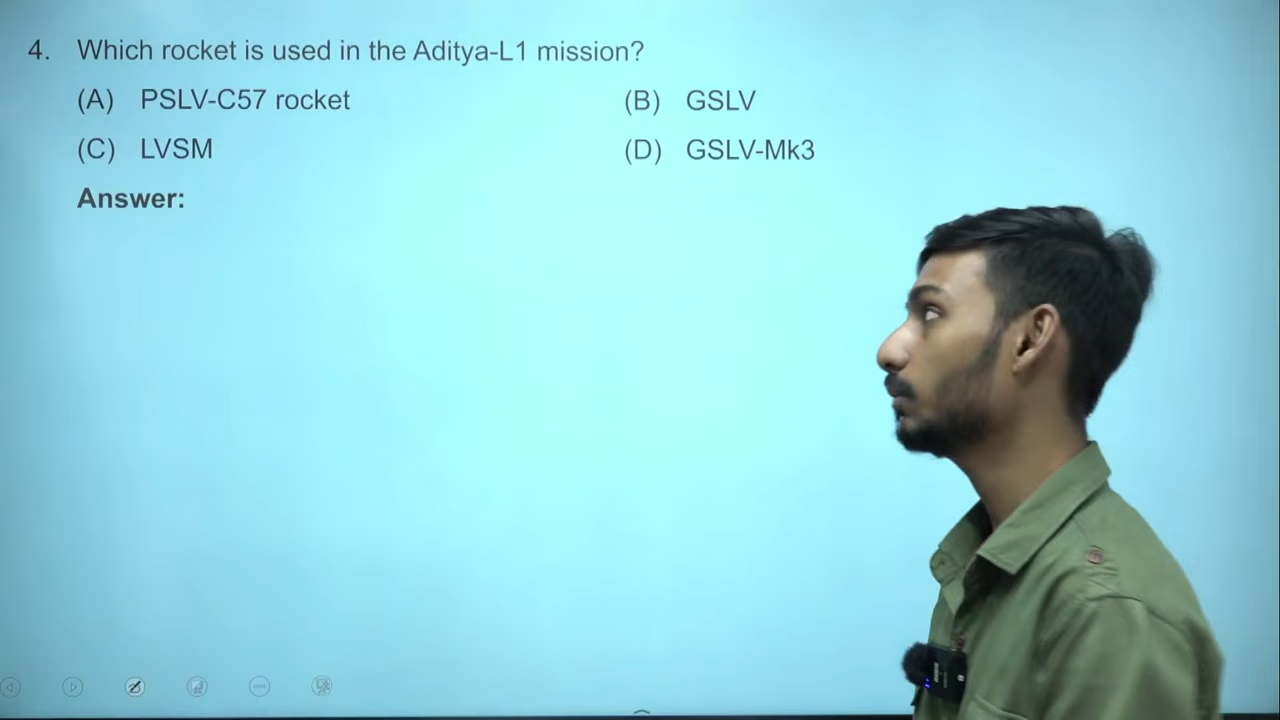 4. Which rocket is used in the Aditya-L1 mission?
(A) PSLV-C57 rocket (B) GSLV
(C) LVSM (D) GSLV-Mk3
Answer: